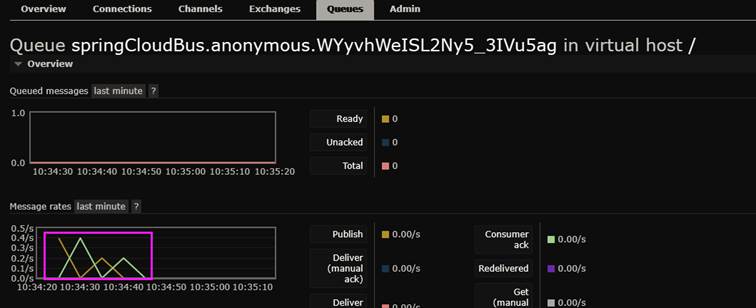 Overview Connections Channels Exchanges Queues Admin
Queue springCloudBus.anonymous.WYyvhWeISL2Ny5_3IVu5ag in virtual host /
Overview
Queued messages last minute ?
1.0
0.0
10:34:30 10:34:40 10:34:50 10:35:00 10:35:10 10:35:20
Ready 0
Unacked 0
Total 0
Message rates last minute ?
0.5/s
0.4/s
0.3/s
0.2/s
0.1/s
0.0/s
10:34:20 10:34:30 10:34:40 10:34:50 10:35:00 10:35:10
Publish 0.00/s
Deliver
(manual 0.00/s
ack)
Deliver 0.00/s
Consumer
ack 0.00/s
Redelivered 0.00/s
Get
(manual 0.00/s